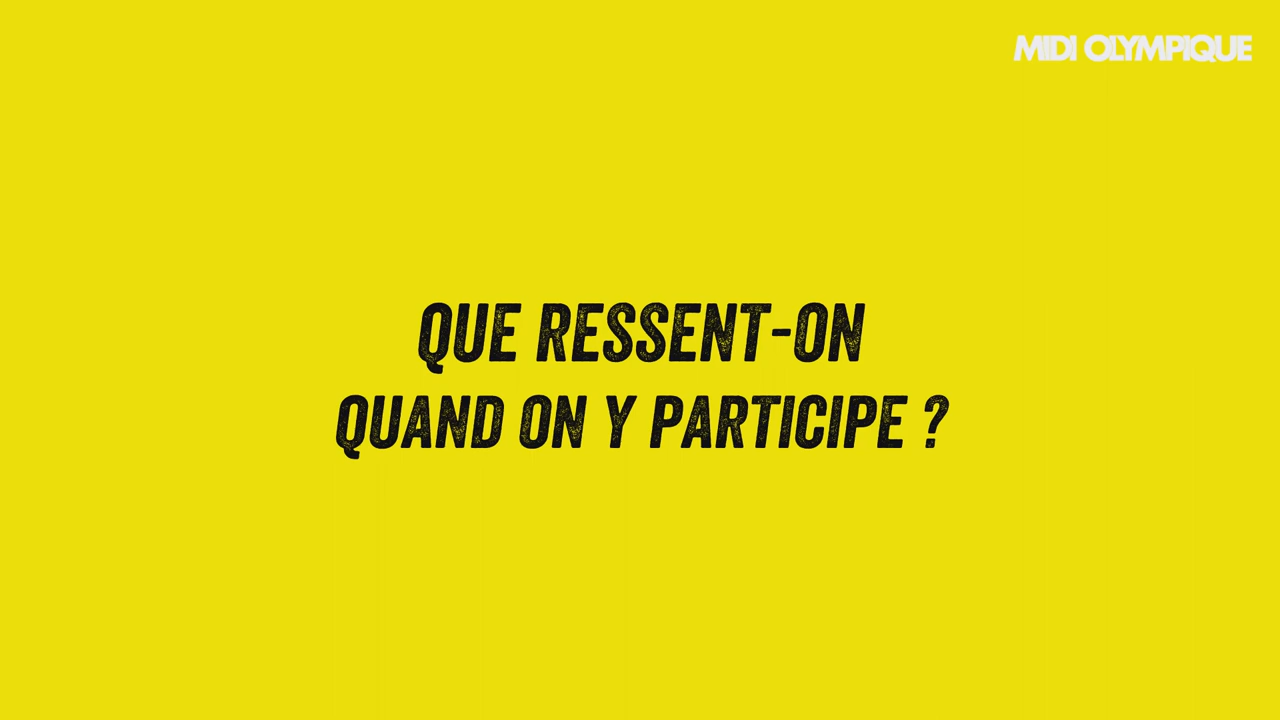 MIDI OLYMPIQUE
QUE RESSENT-ON
QUAND ON Y PARTICIPE ?